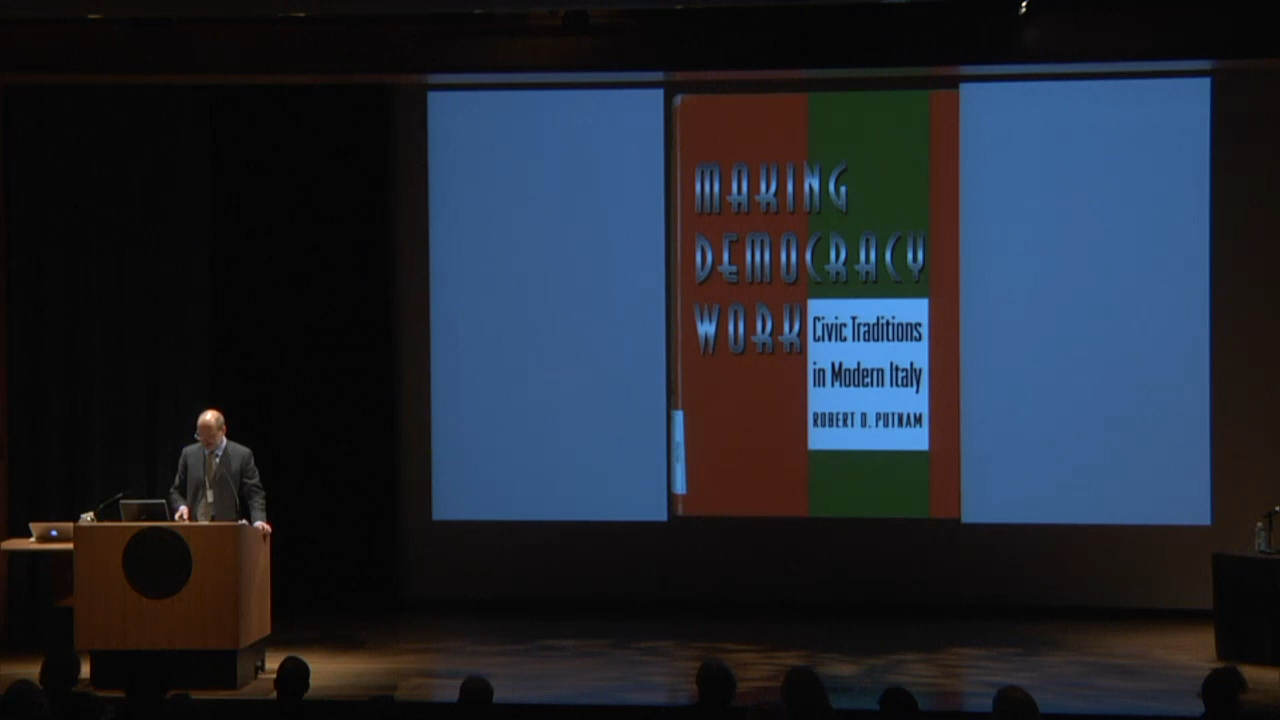 MAKING
DEMOCRACY
WORK
Civic Traditions
in Modern Italy
ROBERT D. PUTNAM